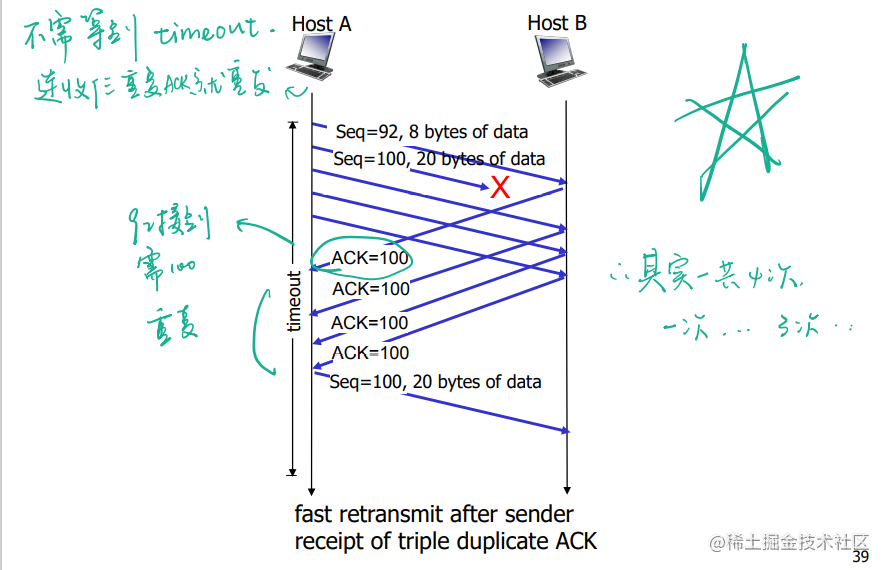 不需等到 timeout.
连收仨重复ACK就重发
Host A
Host B
Seq=92, 8 bytes of data
Seq=100, 20 bytes of data
X
92接到
需100
重复
timeout
ACK=100
ACK=100
ACK=100
ACK=100
Seq=100, 20 bytes of data
∴其实一共4次,
一次... 3次...
fast retransmit after sender
receipt of triple duplicate ACK
@稀土掘金技术社区
39